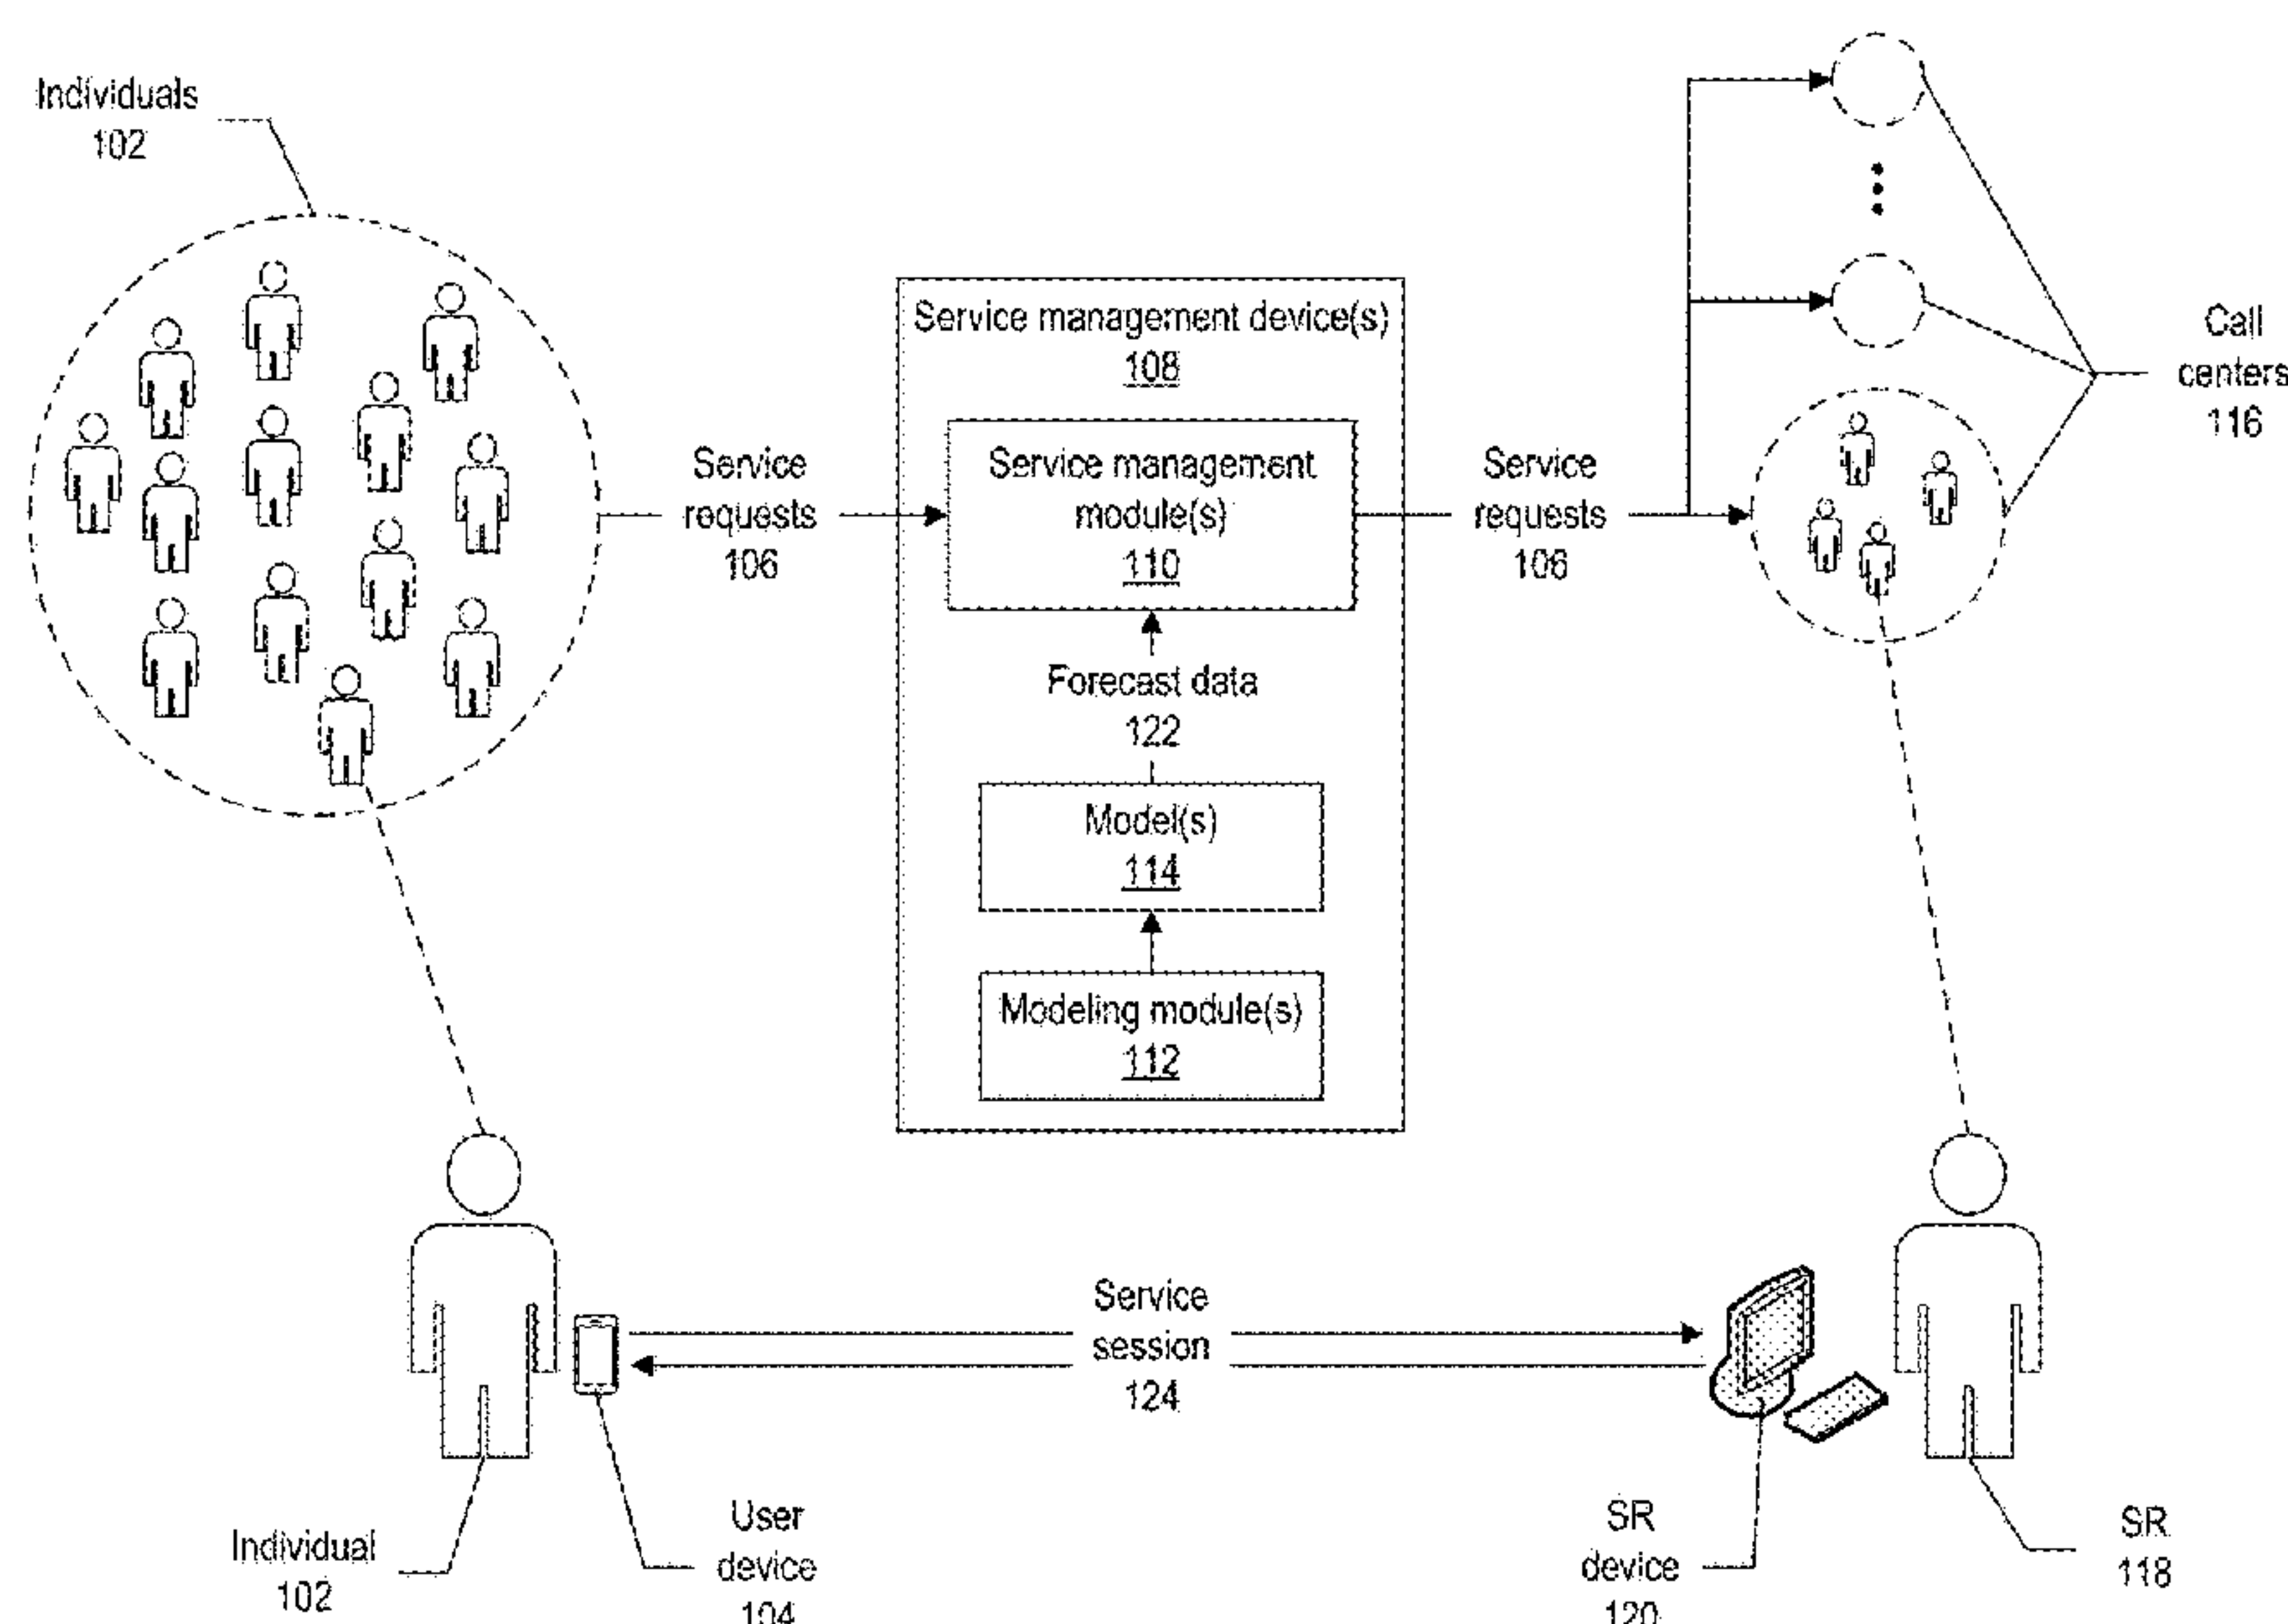 Individuals
102
Service
requests
106
Service management device(s)
108
Service management
module(s)
110
Forecast data
122
Model(s)
114
Modeling module(s)
112
Service
requests
106
Call
centers
116
Service
session
124
Individual
102
User
device
104
SR
device
120
SR
118